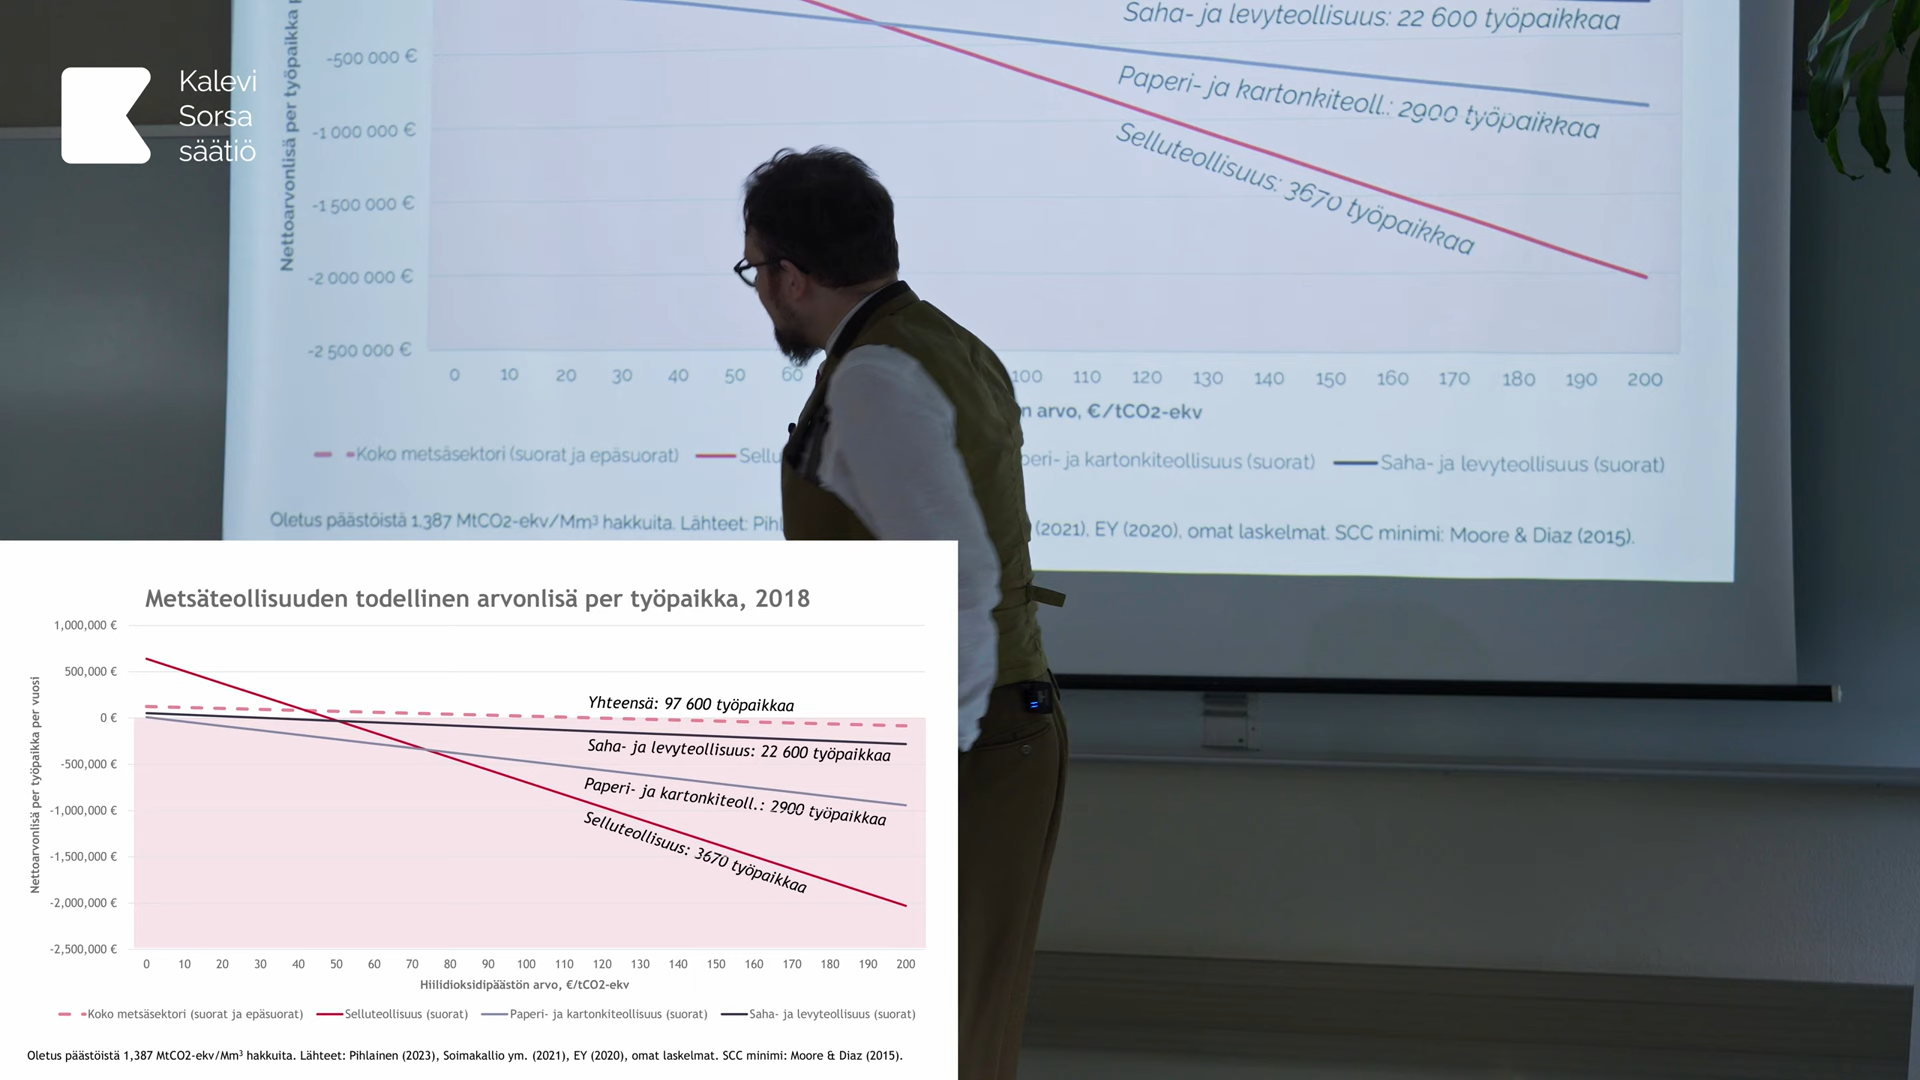 Kalevi
Sorsa
säätiö
Nettoarvonlisä per työpaikka
-500 000 €
-1 000 000 €
-1 500 000 €
-2 000 000 €
-2 500 000 €
Saha- ja levyteollisuus: 22 600 työpaikkaa
Paperi- ja kartonkiteoll.: 2900 työpaikkaa
Selluteollisuus: 3670 työpaikkaa
0 10 20 30 40 50 60 100 110 120 130 140 150 160 170 180 190 200
arvo, €/tCO2-ekv
Koko metsäsektori (suorat ja epäsuorat) ja kartonkiteollisuus (suorat) Saha- ja levyteollisuus (suorat)
Oletus päästöistä 1,387 MtCO2-ekv/Mm³ hakkuita. Lähteet: (2021), EY (2020), omat laskelmat. SCC minimi: Moore & Diaz (2015).
Metsäteollisuuden todellinen arvonlisä per työpaikka, 2018
Nettoarvonlisä per työpaikka per vuosi
1,000,000 €
500,000 €
0 €
-500,000 €
-1,000,000 €
-1,500,000 €
-2,000,000 €
-2,500,000 €
Yhteensä: 97 600 työpaikkaa
Saha- ja levyteollisuus: 22 600 työpaikkaa
Paperi- ja kartonkiteoll.: 2900 työpaikkaa
Selluteollisuus: 3670 työpaikkaa
0 10 20 30 40 50 60 70 80 90 100 110 120 130 140 150 160 170 180 190 200
Hiilidioksidipäästön arvo, €/tCO2-ekv
Koko metsäsektori (suorat ja epäsuorat) Selluteollisuus (suorat) Paperi- ja kartonkiteollisuus (suorat) Saha- ja levyteollisuus (suorat)
Oletus päästöistä 1,387 MtCO2-ekv/Mm³ hakkuita. Lähteet: Pihlainen (2023), Soimakallio ym. (2021), EY (2020), omat laskelmat. SCC minimi: Moore & Diaz (2015).